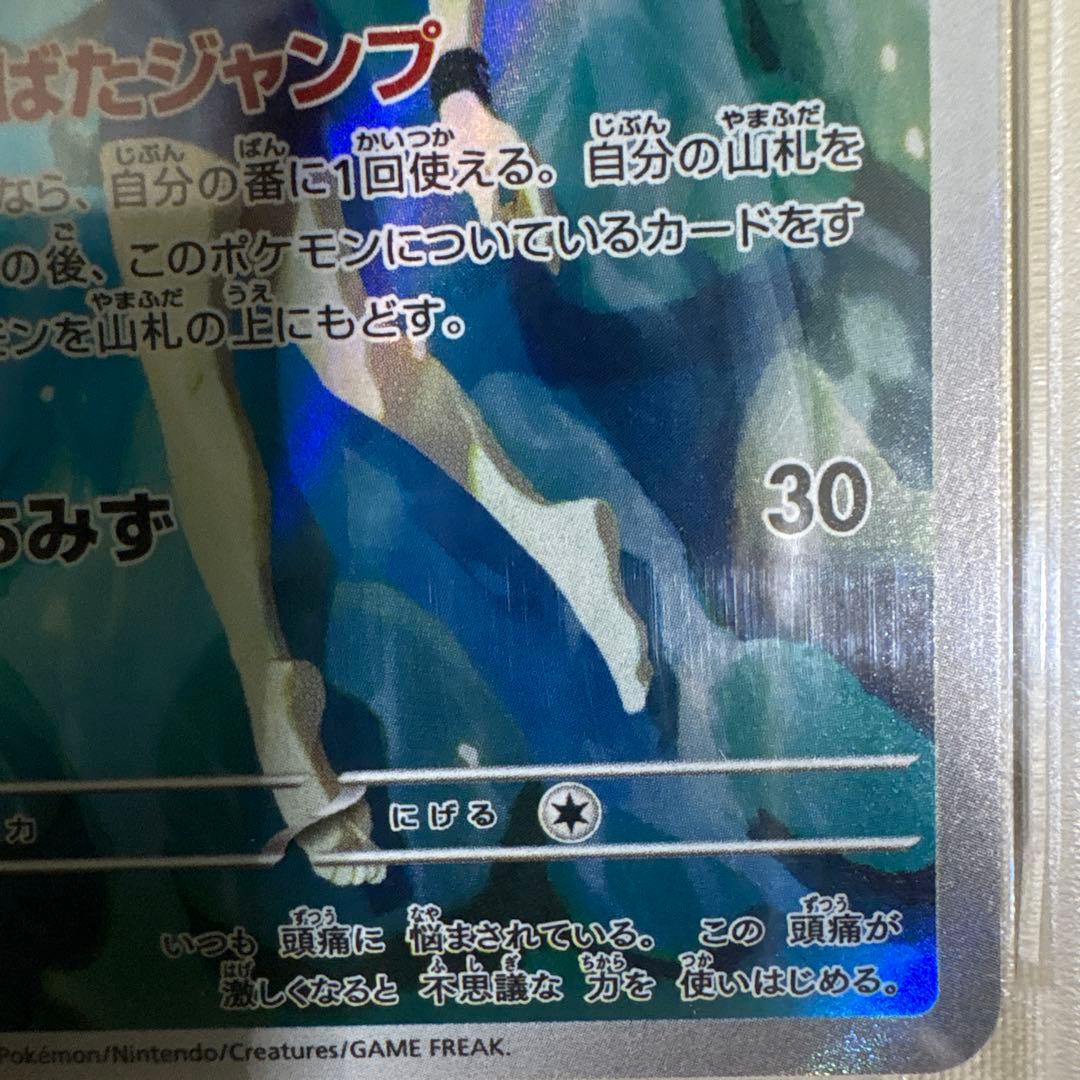 ばたジャンプ
なら、自分の番に1回使える。自分の山札を
の後、このポケモンについているカードをす
モンを山札の上にもどす。
みず 30
力 にげる
いつも 頭痛に 悩まされている。 この 頭痛が
激しくなると 不思議な 力を 使いはじめる。
Pokémon/Nintendo/Creatures/GAME FREAK.